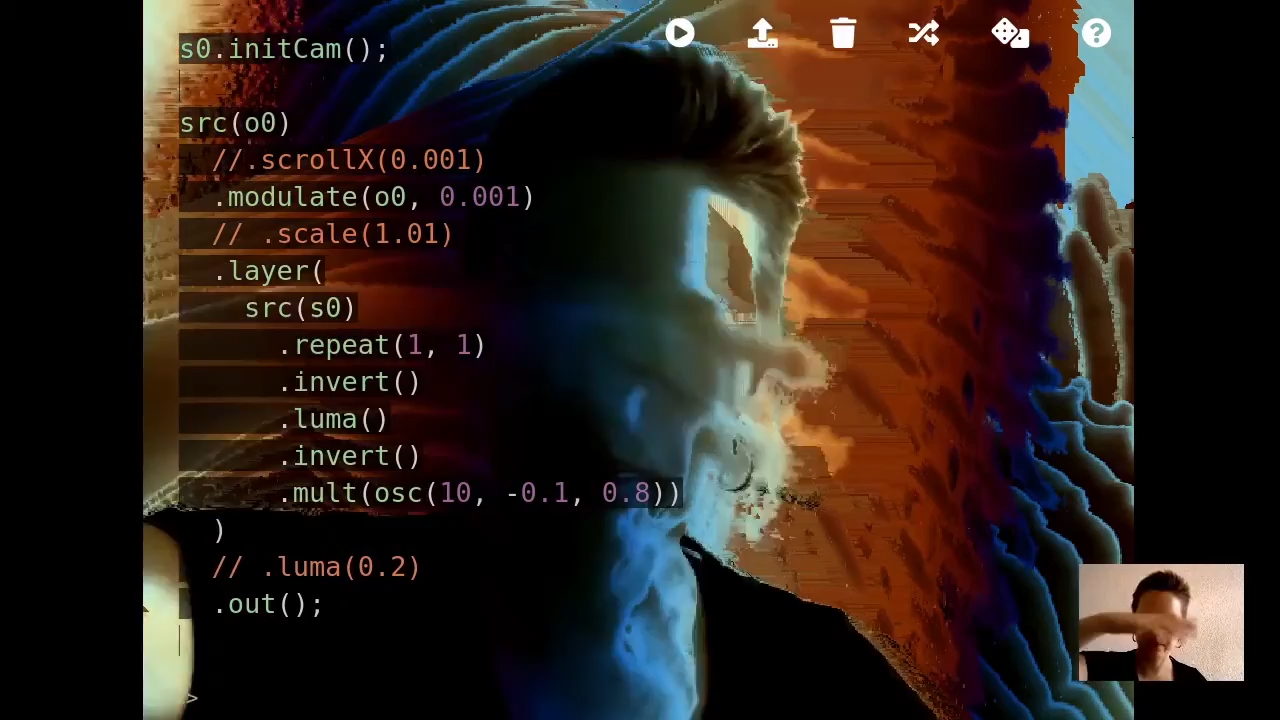 s0.initCam();
src(o0)
//.scrollX(0.001)
.modulate(o0, 0.001)
// .scale(1.01)
.layer(
src(s0)
.repeat(1, 1)
.invert()
.luma()
.invert()
.mult(osc(10, -0.1, 0.8))
)
// .luma(0.2)
.out();
>